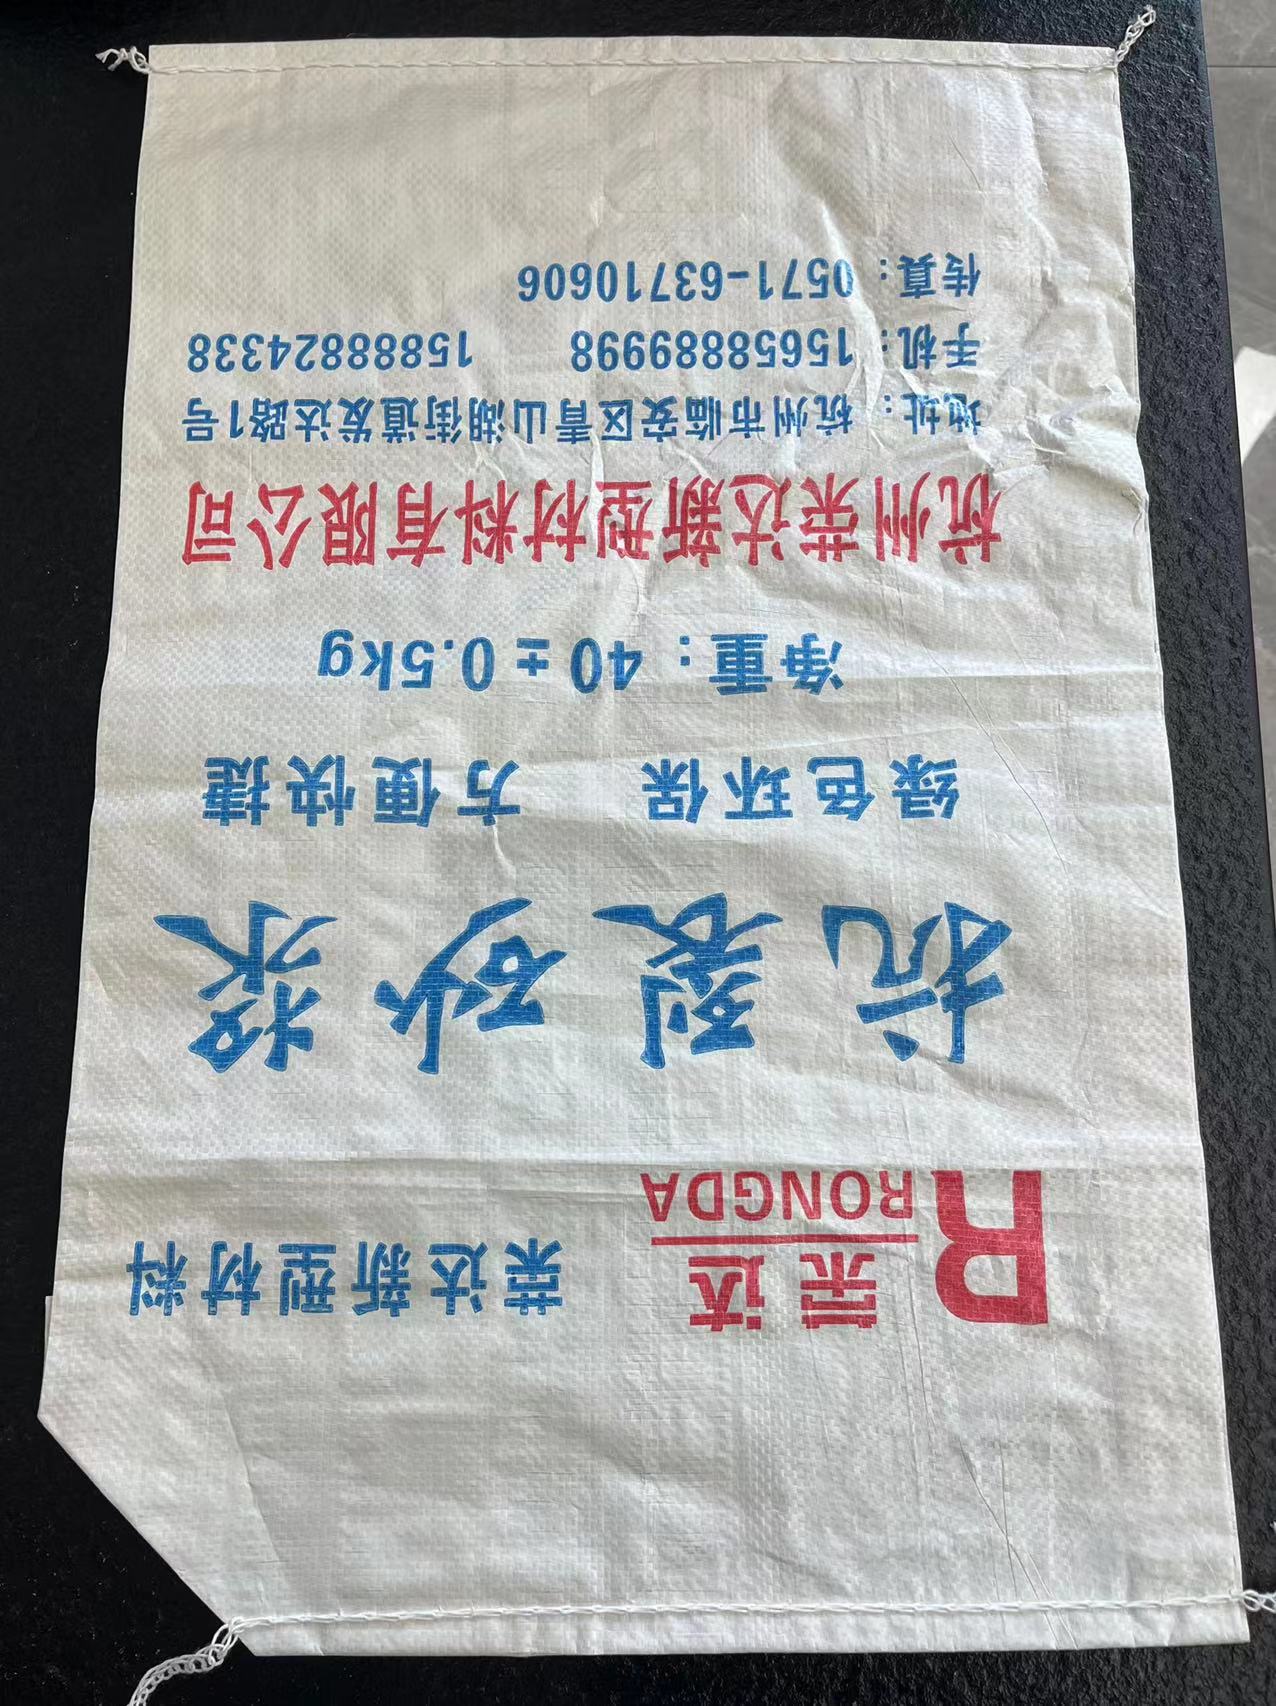 R 荣达 荣达新型材料
RONGDA
抗裂砂浆
绿色环保 方便快捷
净重：40±0.5kg
杭州荣达新型材料有限公司
地址：杭州市临安区青山湖街道发达路1号
手机：15658889998 15888824338
传真：0571-63710606